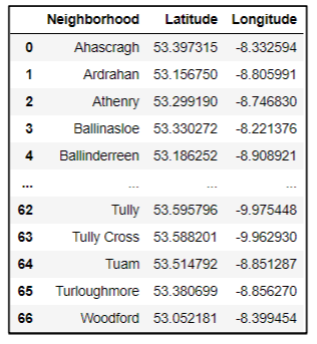 Neighborhood Latitude Longitude
0 Ahascragh 53.397315 -8.332594
1 Ardrahan 53.156750 -8.805991
2 Athenry 53.299190 -8.746830
3 Ballinasloe 53.330272 -8.221376
4 Ballinderreen 53.186252 -8.908921
... ... ... ...
62 Tully 53.595796 -9.975448
63 Tully Cross 53.588201 -9.962930
64 Tuam 53.514792 -8.851287
65 Turloughmore 53.380699 -8.856270
66 Woodford 53.052181 -8.399454